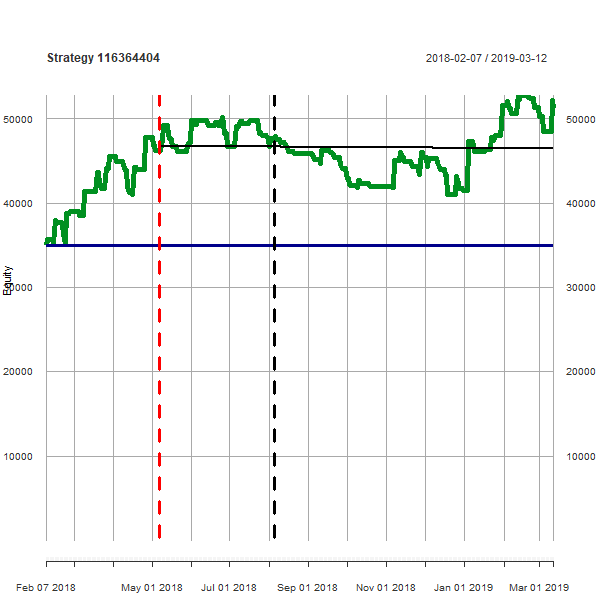 Strategy 116364404
2018-02-07 / 2019-03-12
50000 50000
40000 40000
Equity
30000 30000
20000 20000
10000 10000
Feb 07 2018 May 01 2018 Jul 01 2018 Sep 01 2018 Nov 01 2018 Jan 01 2019 Mar 01 2019